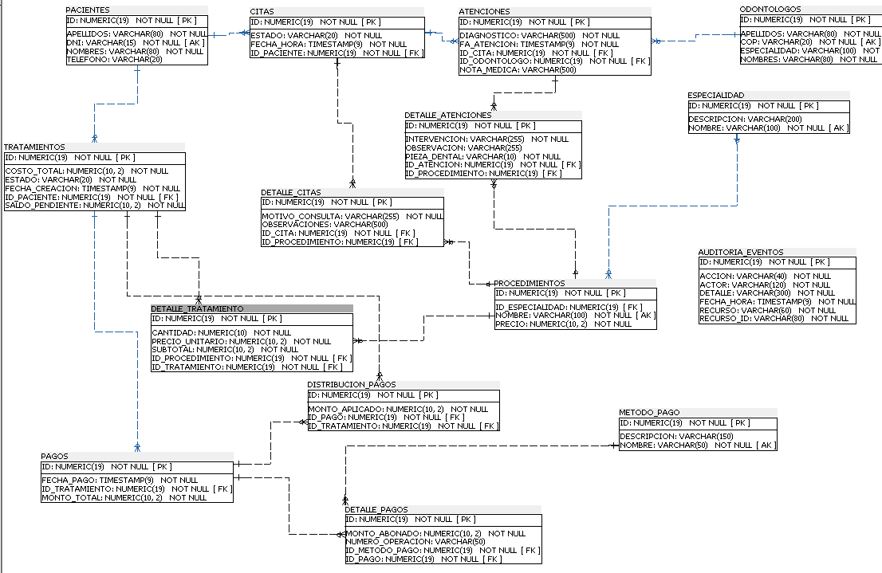 PACIENTES
ID: NUMERIC(19) NOT NULL [ PK ]
APELLIDOS: VARCHAR(80) NOT NULL
DNI: VARCHAR(15) NOT NULL [ AK ]
NOMBRES: VARCHAR(80) NOT NULL
TELEFONO: VARCHAR(20)
CITAS
ID: NUMERIC(19) NOT NULL [ PK ]
ESTADO: VARCHAR(20) NOT NULL
FECHA_HORA: TIMESTAMP(9) NOT NULL
ID_PACIENTE: NUMERIC(19) NOT NULL [ FK ]
ATENCIONES
ID: NUMERIC(19) NOT NULL [ PK ]
DIAGNOSTICO: VARCHAR(500) NOT NULL
FA_ATENCION: TIMESTAMP(9) NOT NULL
ID_CITA: NUMERIC(19) NOT NULL [ FK ]
ID_ODONTOLOGO: NUMERIC(19) NOT NULL [ FK ]
NOTA_MEDICA: VARCHAR(500)
ODONTOLOGOS
ID: NUMERIC(19) NOT NULL [ PK ]
APELLIDOS: VARCHAR(80) NOT NULL
COP: VARCHAR(20) NOT NULL [ AK ]
ESPECIALIDAD: VARCHAR(100) NOT
NOMBRES: VARCHAR(80) NOT NULL
ESPECIALIDAD
ID: NUMERIC(19) NOT NULL [ PK ]
DESCRIPCION: VARCHAR(200)
NOMBRE: VARCHAR(100) NOT NULL [ AK ]
DETALLE_ATENCIONES
ID: NUMERIC(19) NOT NULL [ PK ]
INTERVENCION: VARCHAR(255) NOT NULL
OBSERVACION: VARCHAR(255)
PIEZA_DENTAL: VARCHAR(10) NOT NULL
ID_ATENCION: NUMERIC(19) NOT NULL [ FK ]
ID_PROCEDIMIENTO: NUMERIC(19) [ FK ]
TRATAMIENTOS
ID: NUMERIC(19) NOT NULL [ PK ]
COSTO_TOTAL: NUMERIC(10, 2) NOT NULL
ESTADO: VARCHAR(20) NOT NULL
FECHA_CREACION: TIMESTAMP(9) NOT NULL
ID_PACIENTE: NUMERIC(19) NOT NULL [ FK ]
SALDO_PENDIENTE: NUMERIC(10, 2) NOT NULL
DETALLE_CITAS
ID: NUMERIC(19) NOT NULL [ PK ]
MOTIVO_CONSULTA: VARCHAR(255) NOT NULL
OBSERVACIONES: VARCHAR(500)
ID_CITA: NUMERIC(19) NOT NULL [ FK ]
ID_PROCEDIMIENTO: NUMERIC(19) [ FK ]
AUDITORIA_EVENTOS
ID: NUMERIC(19) NOT NULL [ PK ]
ACCION: VARCHAR(40) NOT NULL
ACTOR: VARCHAR(120) NOT NULL
DETALLE: VARCHAR(300) NOT NULL
FECHA_HORA: TIMESTAMP(9) NOT NULL
RECURSO: VARCHAR(60) NOT NULL
RECURSO_ID: VARCHAR(80) NOT NULL
PROCEDIMIENTOS
ID: NUMERIC(19) NOT NULL [ PK ]
ID_ESPECIALIDAD: NUMERIC(19) [ FK ]
NOMBRE: VARCHAR(100) NOT NULL [ AK ]
PRECIO: NUMERIC(10, 2) NOT NULL
DETALLE_TRATAMIENTO
ID: NUMERIC(19) NOT NULL [ PK ]
CANTIDAD: NUMERIC(10) NOT NULL
PRECIO_UNITARIO: NUMERIC(10, 2) NOT NULL
SUBTOTAL: NUMERIC(10, 2) NOT NULL
ID_PROCEDIMIENTO: NUMERIC(19) NOT NULL [ FK ]
ID_TRATAMIENTO: NUMERIC(19) NOT NULL [ FK ]
DISTRIBUCION_PAGOS
ID: NUMERIC(19) NOT NULL [ PK ]
MONTO_APLICADO: NUMERIC(10, 2) NOT NULL
ID_PAGO: NUMERIC(19) NOT NULL [ FK ]
ID_TRATAMIENTO: NUMERIC(19) NOT NULL [ FK ]
METODO_PAGO
ID: NUMERIC(19) NOT NULL [ PK ]
DESCRIPCION: VARCHAR(150)
NOMBRE: VARCHAR(50) NOT NULL [ AK ]
PAGOS
ID: NUMERIC(19) NOT NULL [ PK ]
FECHA_PAGO: TIMESTAMP(9) NOT NULL
ID_TRATAMIENTO: NUMERIC(19) NOT NULL [ FK ]
MONTO_TOTAL: NUMERIC(10, 2) NOT NULL
DETALLE_PAGOS
ID: NUMERIC(19) NOT NULL [ PK ]
MONTO_ABONADO: NUMERIC(10, 2) NOT NULL
NUMERO_OPERACION: VARCHAR(50)
ID_METODO_PAGO: NUMERIC(19) NOT NULL [ FK ]
ID_PAGO: NUMERIC(19) NOT NULL [ FK ]